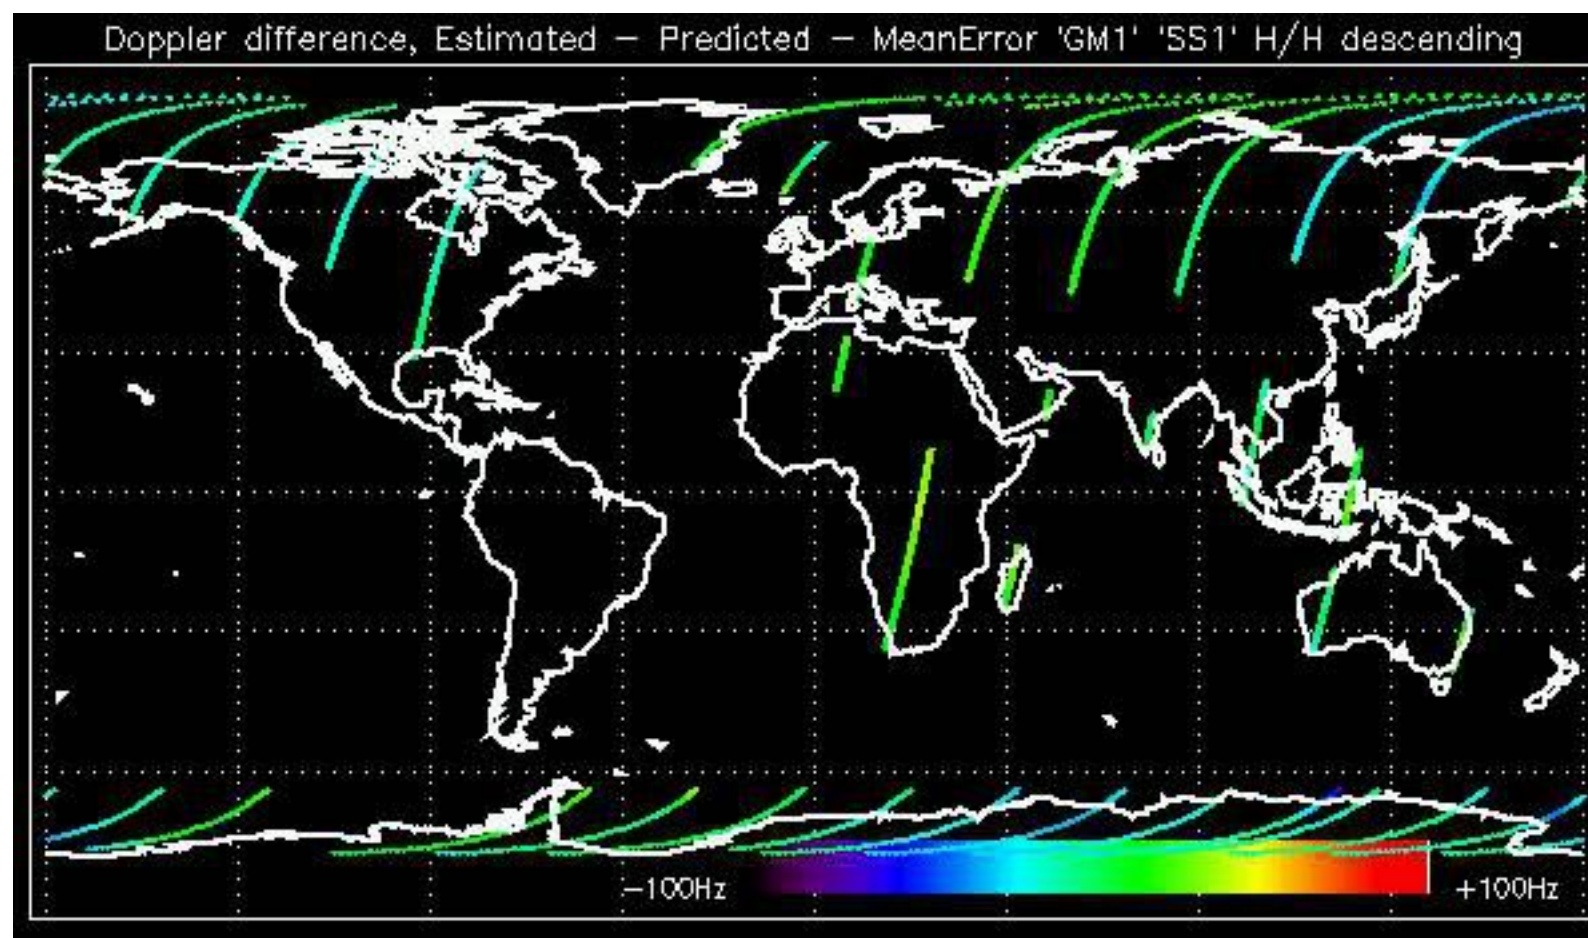 Doppler difference, Estimated – Predicted – MeanError 'GM1' 'SS1' H/H descending
–100Hz
+100Hz